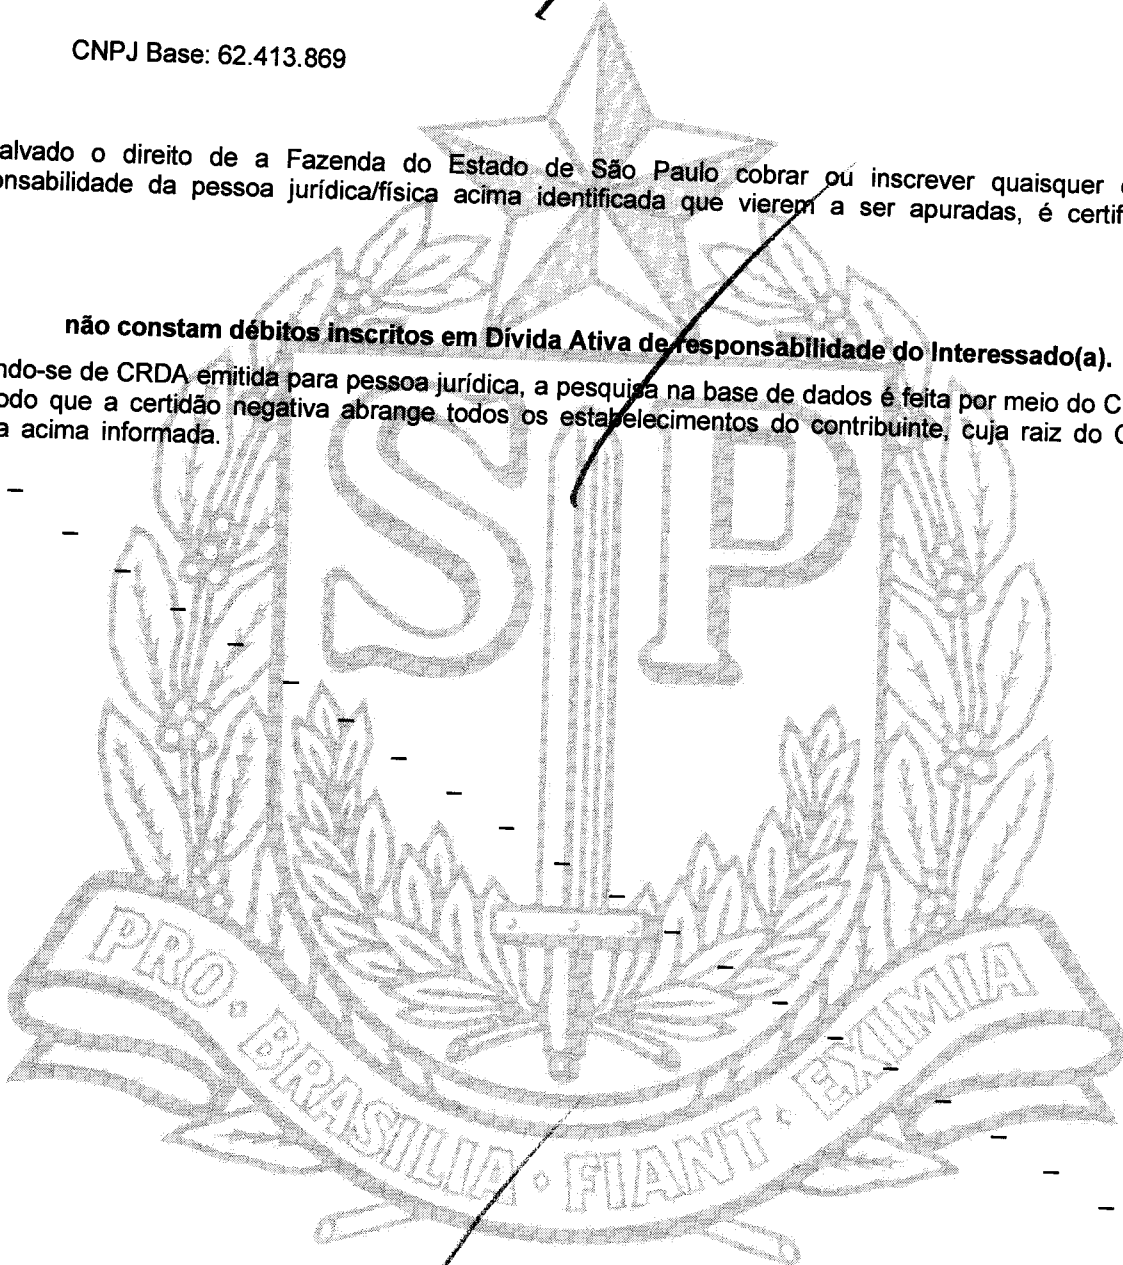 CNPJ Base: 62.413.869
alvado o direito de a Fazenda do Estado de São Paulo cobrar ou inscrever quaisquer
onsabilidade da pessoa jurídica/física acima identificada que vierem a ser apuradas, é certif
não constam débitos inscritos em Dívida Ativa de responsabilidade do Interessado(a).
ndo-se de CRDA emitida para pessoa jurídica, a pesquisa na base de dados é feita por meio do C
odo que a certidão negativa abrange todos os estabelecimentos do contribuinte, cuja raiz do C
a acima informada.
SP
PRO · BRASILIA · FIANT · EXIMIA